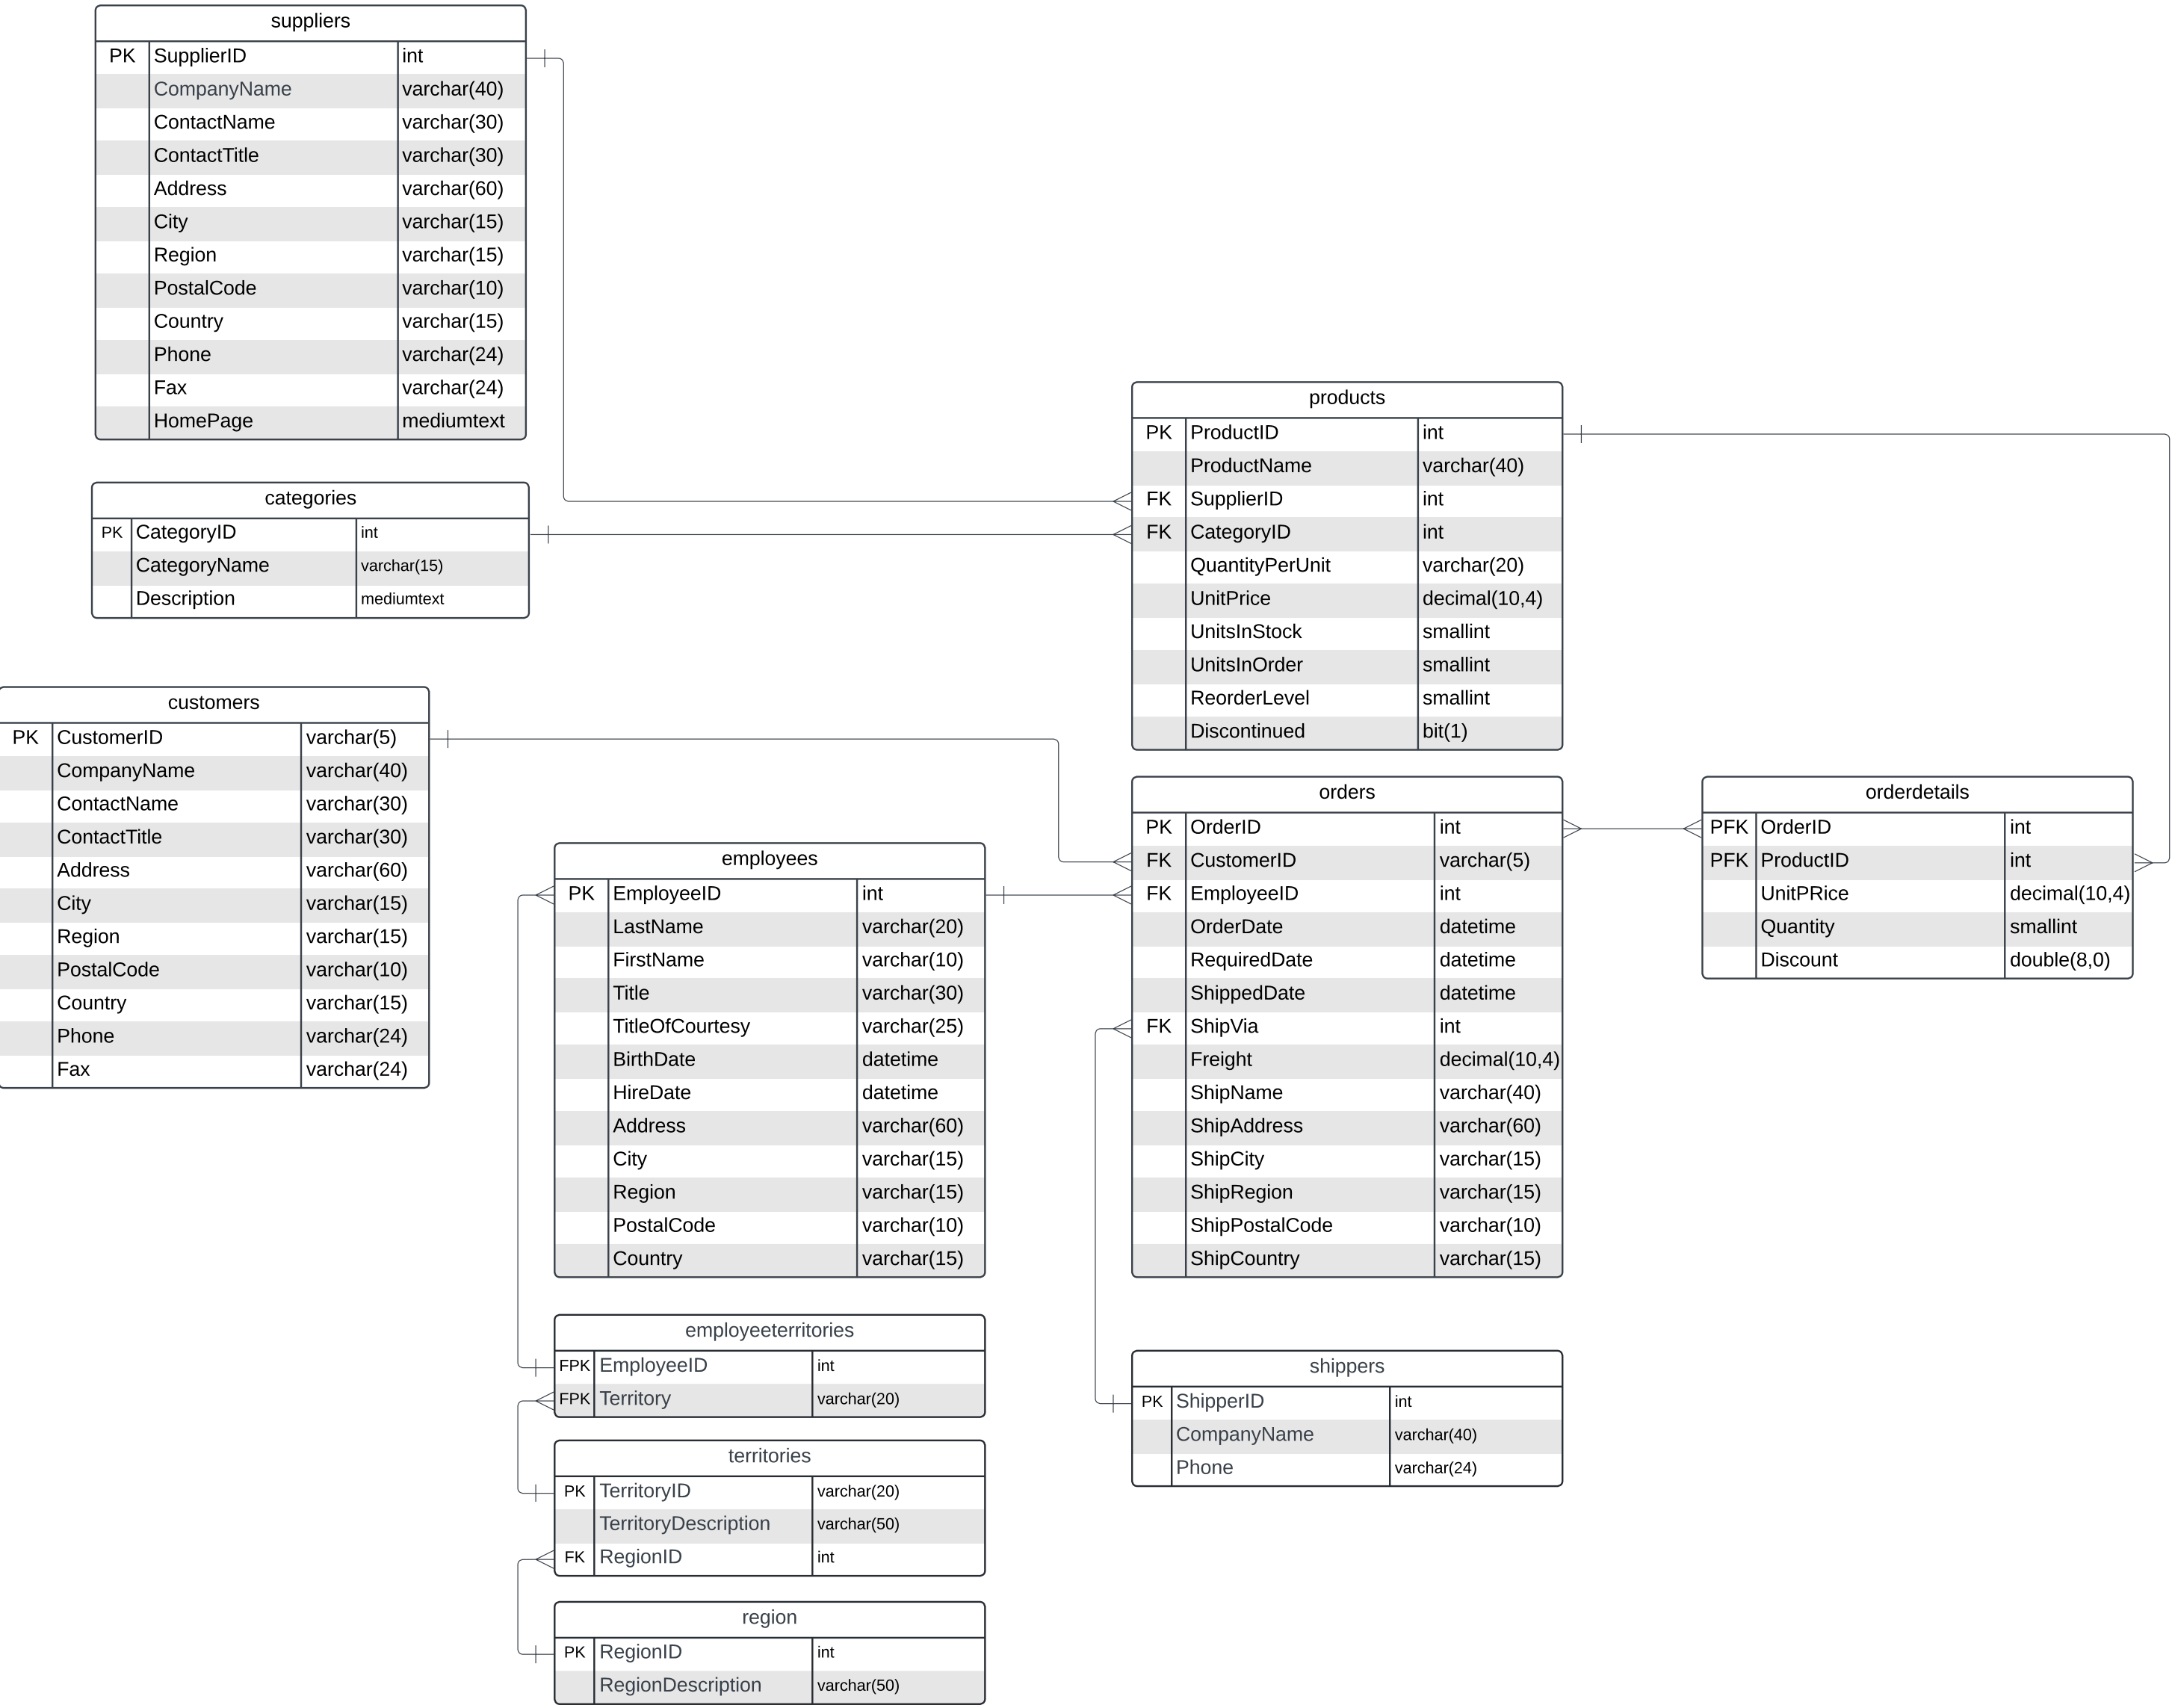 suppliers
PK SupplierID int
CompanyName varchar(40)
ContactName varchar(30)
ContactTitle varchar(30)
Address varchar(60)
City varchar(15)
Region varchar(15)
PostalCode varchar(10)
Country varchar(15)
Phone varchar(24)
Fax varchar(24)
HomePage mediumtext
categories
PK CategoryID int
CategoryName varchar(15)
Description mediumtext
products
PK ProductID int
ProductName varchar(40)
FK SupplierID int
FK CategoryID int
QuantityPerUnit varchar(20)
UnitPrice decimal(10,4)
UnitsInStock smallint
UnitsInOrder smallint
ReorderLevel smallint
Discontinued bit(1)
customers
PK CustomerID varchar(5)
CompanyName varchar(40)
ContactName varchar(30)
ContactTitle varchar(30)
Address varchar(60)
City varchar(15)
Region varchar(15)
PostalCode varchar(10)
Country varchar(15)
Phone varchar(24)
Fax varchar(24)
employees
PK EmployeeID int
LastName varchar(20)
FirstName varchar(10)
Title varchar(30)
TitleOfCourtesy varchar(25)
BirthDate datetime
HireDate datetime
Address varchar(60)
City varchar(15)
Region varchar(15)
PostalCode varchar(10)
Country varchar(15)
orders
PK OrderID int
FK CustomerID varchar(5)
FK EmployeeID int
OrderDate datetime
RequiredDate datetime
ShippedDate datetime
FK ShipVia int
Freight decimal(10,4)
ShipName varchar(40)
ShipAddress varchar(60)
ShipCity varchar(15)
ShipRegion varchar(15)
ShipPostalCode varchar(10)
ShipCountry varchar(15)
orderdetails
PFK OrderID int
PFK ProductID int
UnitPRice decimal(10,4)
Quantity smallint
Discount double(8,0)
employeeterritories
FPK EmployeeID int
FPK Territory varchar(20)
territories
PK TerritoryID varchar(20)
TerritoryDescription varchar(50)
FK RegionID int
region
PK RegionID int
RegionDescription varchar(50)
shippers
PK ShipperID int
CompanyName varchar(40)
Phone varchar(24)